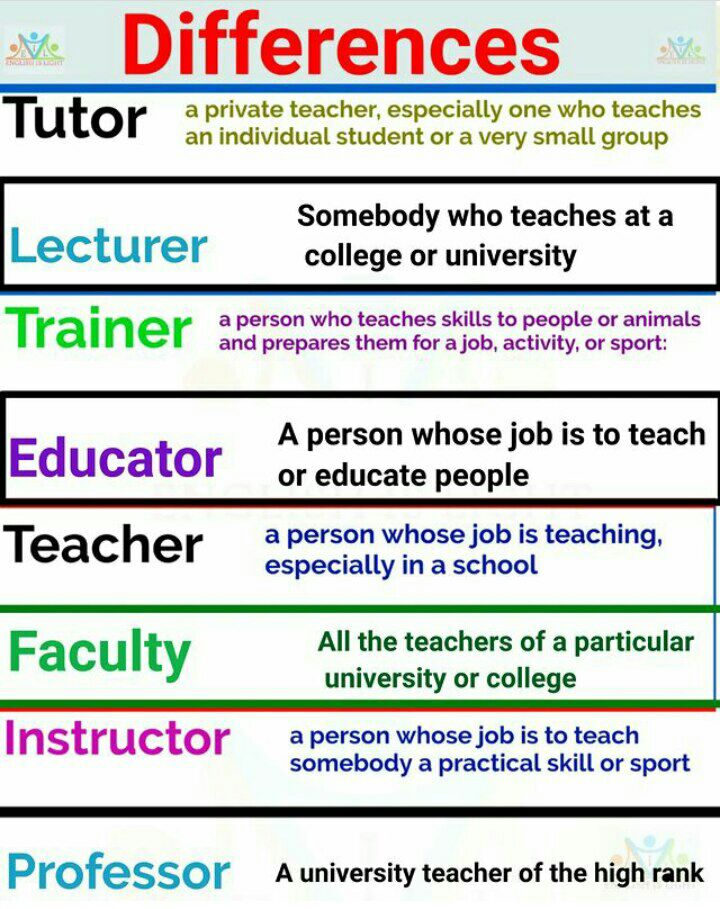 Differences
ENGLISH IS LIGHT
Tutor
a private teacher, especially one who teaches
an individual student or a very small group
Lecturer
Somebody who teaches at a
college or university
Trainer
a person who teaches skills to people or animals
and prepares them for a job, activity, or sport:
Educator
A person whose job is to teach
or educate people
ENGLISH IS LIGHT
Teacher
a person whose job is teaching,
especially in a school
Faculty
All the teachers of a particular
university or college
Instructor
a person whose job is to teach
somebody a practical skill or sport
Professor
A university teacher of the high rank